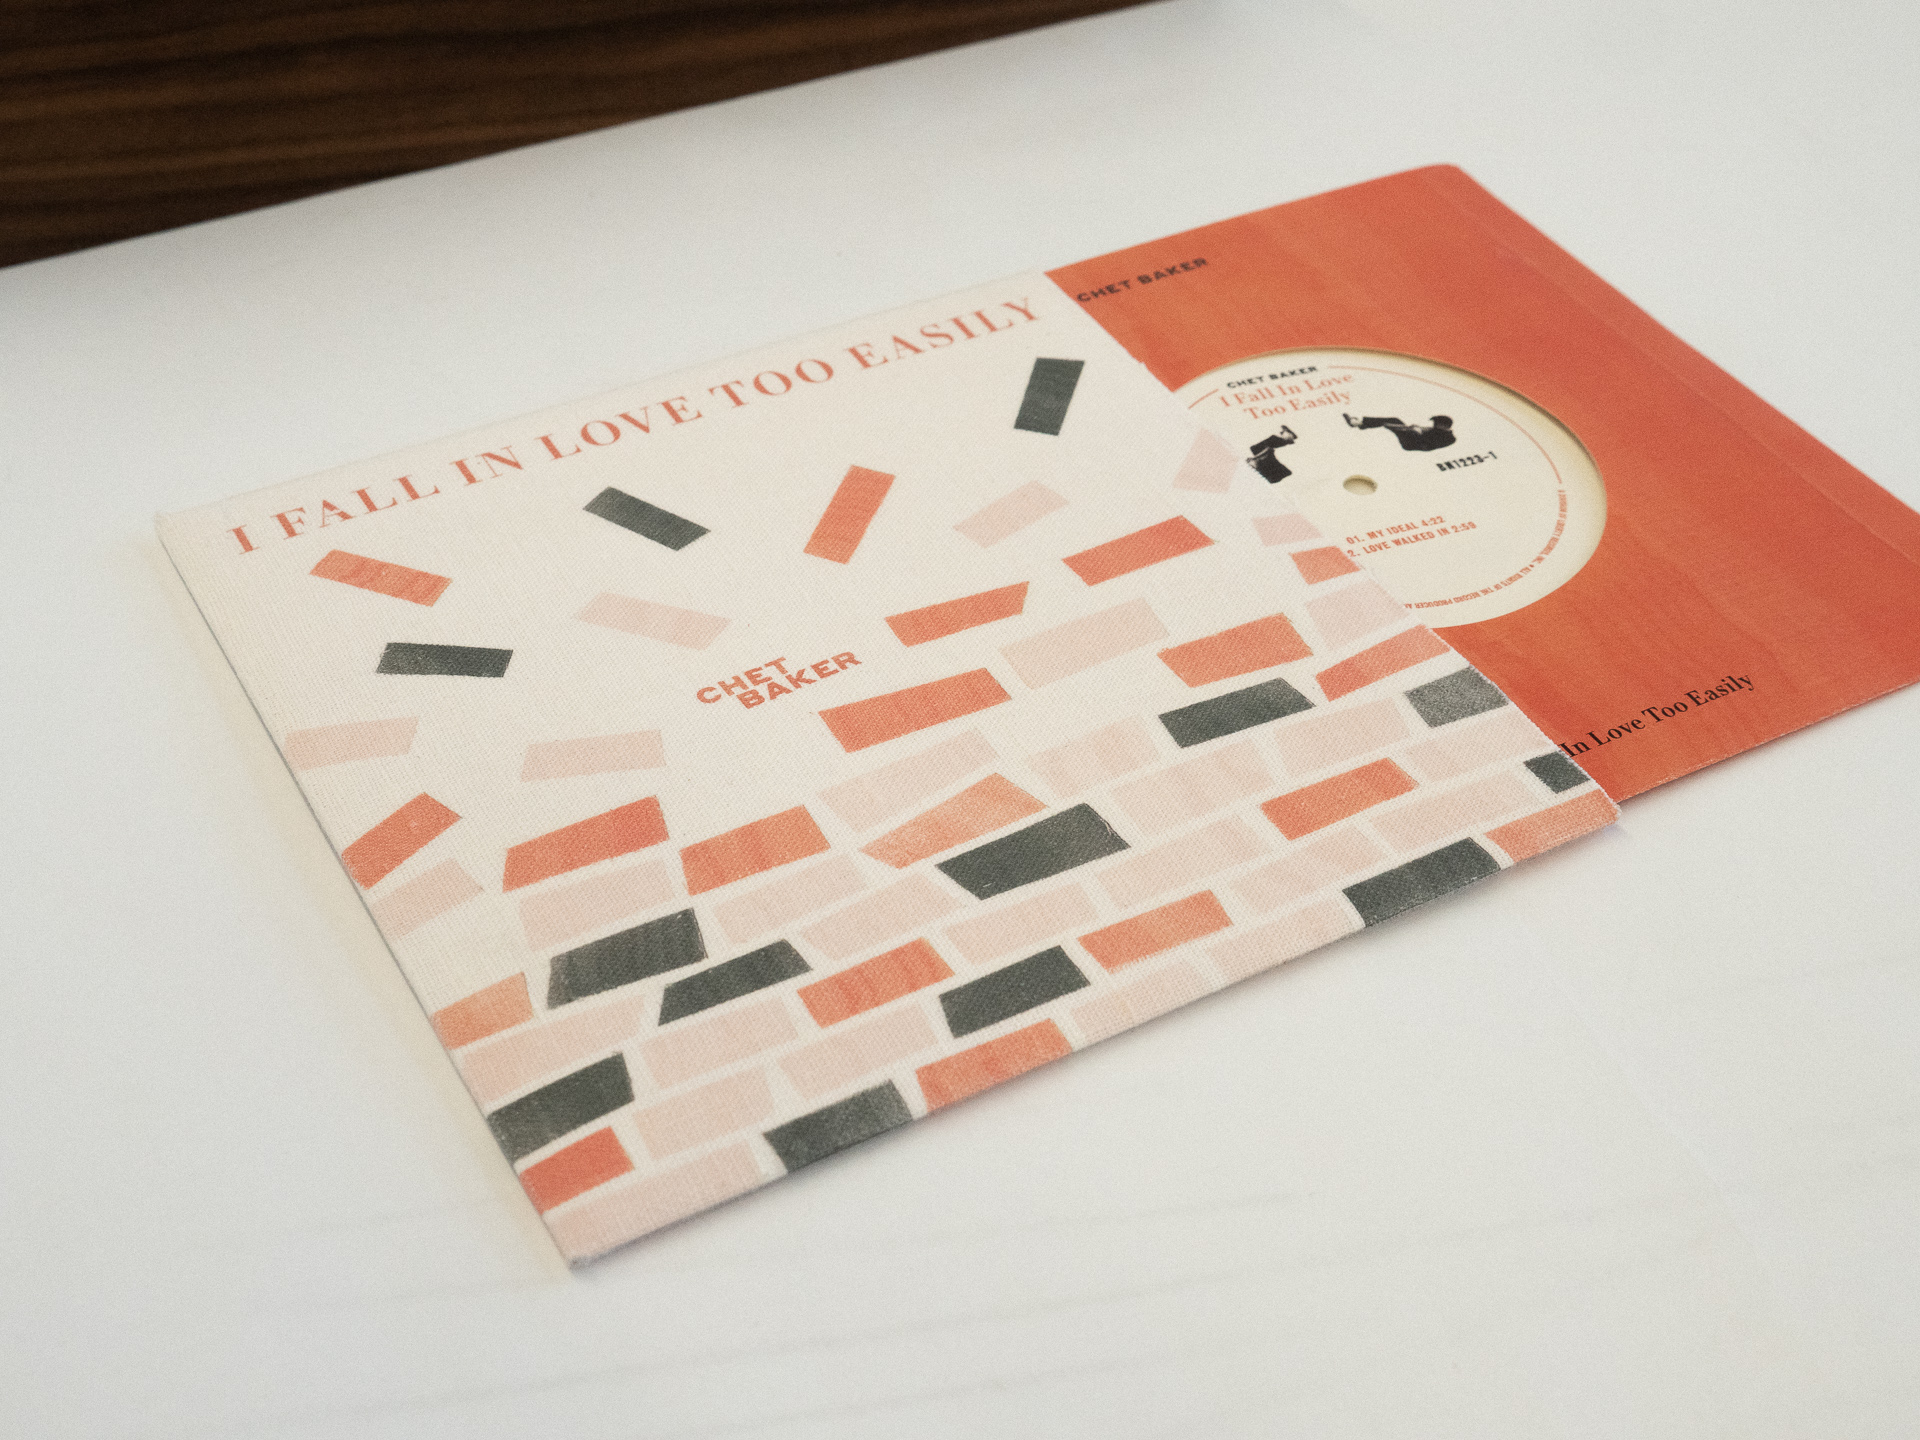 I FALL IN LOVE TOO EASILY
CHET
BAKER
CHET BAKER
CHET BAKER
I Fall In Love
Too Easily
BN1223-1
01. MY IDEAL 4:22
2. LOVE WALKED IN 2:59
In Love Too Easily